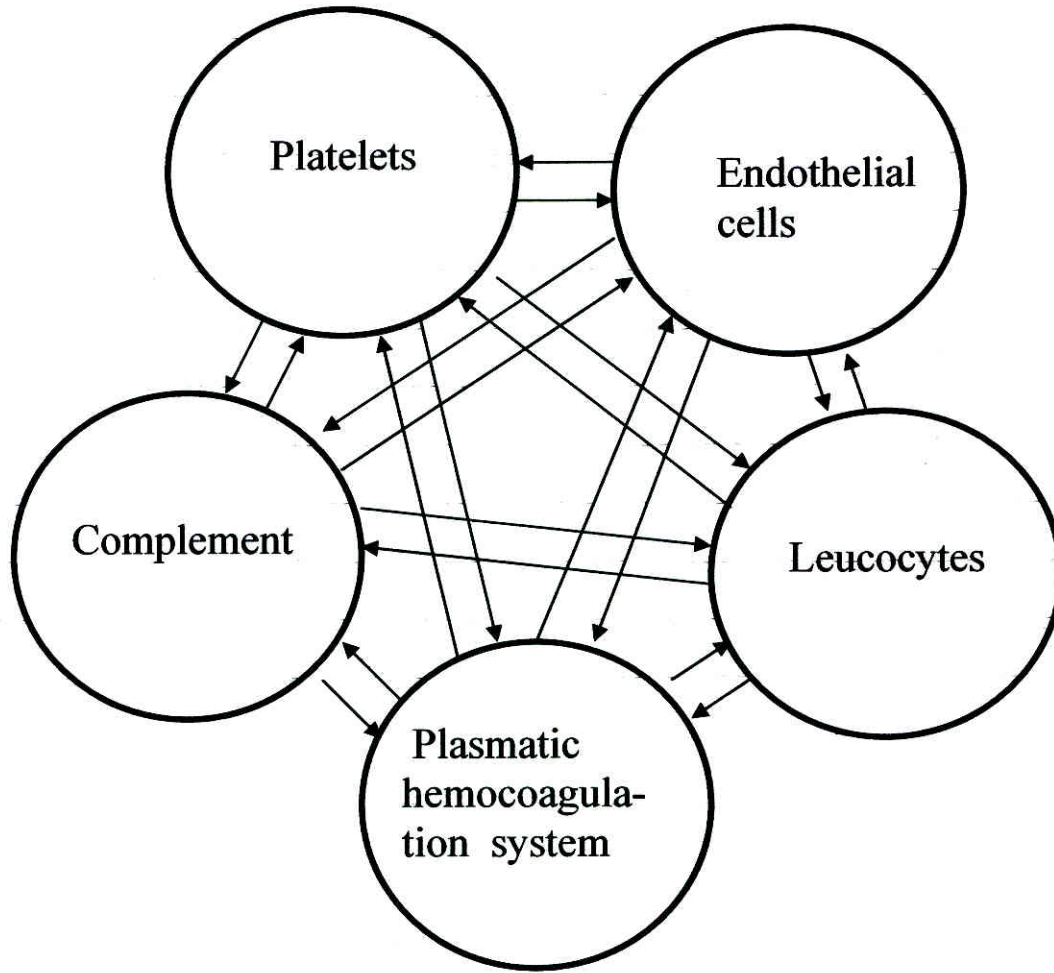 Platelets
Endothelial
cells
Complement
Leucocytes
Plasmatic
hemocoagula-
tion system